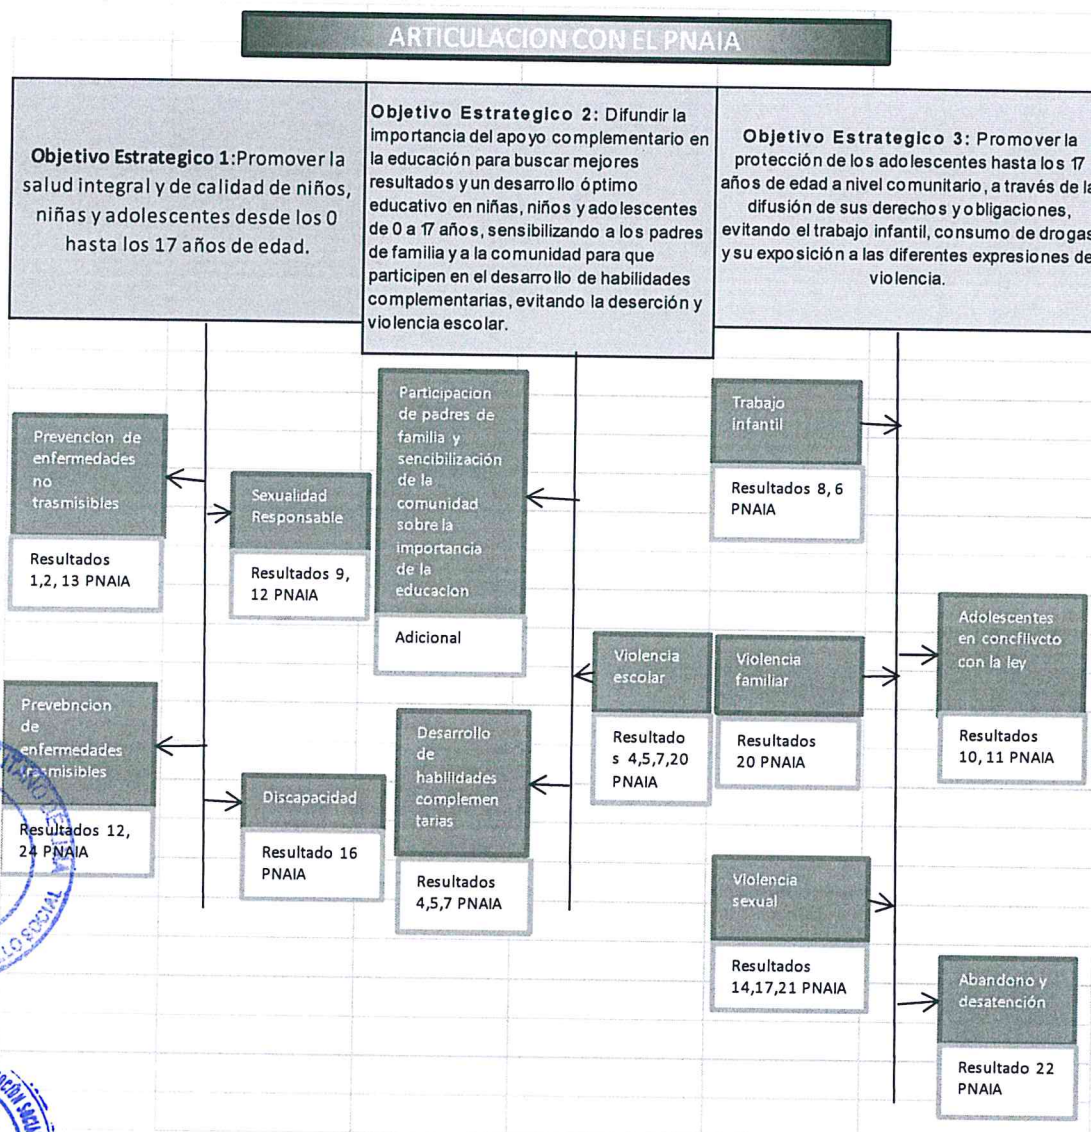 ARTICULACION CON EL PNAIA
Objetivo Estrategico 1:Promover la
salud integral y de calidad de niños,
niñas y adolescentes desde los 0
hasta los 17 años de edad.
Objetivo Estrategico 2: Difundir la
importancia del apoyo complementario en
la educación para buscar mejores
resultados y un desarrollo óptimo
educativo en niñas, niños y adolescentes
de 0 a 17 años, sensibilizando a los padres
de familia y a la comunidad para que
participen en el desarrollo de habilidades
complementarias, evitando la deserción y
violencia escolar.
Objetivo Estrategico 3: Promover la
protección de los adolescentes hasta los 17
años de edad a nivel comunitario, a través de la
difusión de sus derechos y obligaciones,
evitando el trabajo infantil, consumo de drogas
y su exposición a las diferentes expresiones de
violencia.
Prevencion de
enfermedades
no
trasmisibles
Resultados
1,2, 13 PNAIA
Sexualidad
Responsable
Resultados 9,
12 PNAIA
Prevebncion
de
enfermedades
trasmisibles
Resultados 12,
24 PNAIA
Discapacidad
Resultado 16
PNAIA
Participacion
de padres de
familia y
sencibilización
de la
comunidad
sobre la
importancia
de la
educacion
Adicional
Violencia
escolar
Resultado
s 4,5,7,20
PNAIA
Desarrollo
de
habilidades
complemen
tarias
Resultados
4,5,7 PNAIA
Trabajo
infantil
Resultados 8, 6
PNAIA
Violencia
familiar
Resultados
20 PNAIA
Adolescentes
en concflivcto
con la ley
Resultados
10, 11 PNAIA
Violencia
sexual
Resultados
14,17,21 PNAIA
Abandono y
desatención
Resultado 22
PNAIA